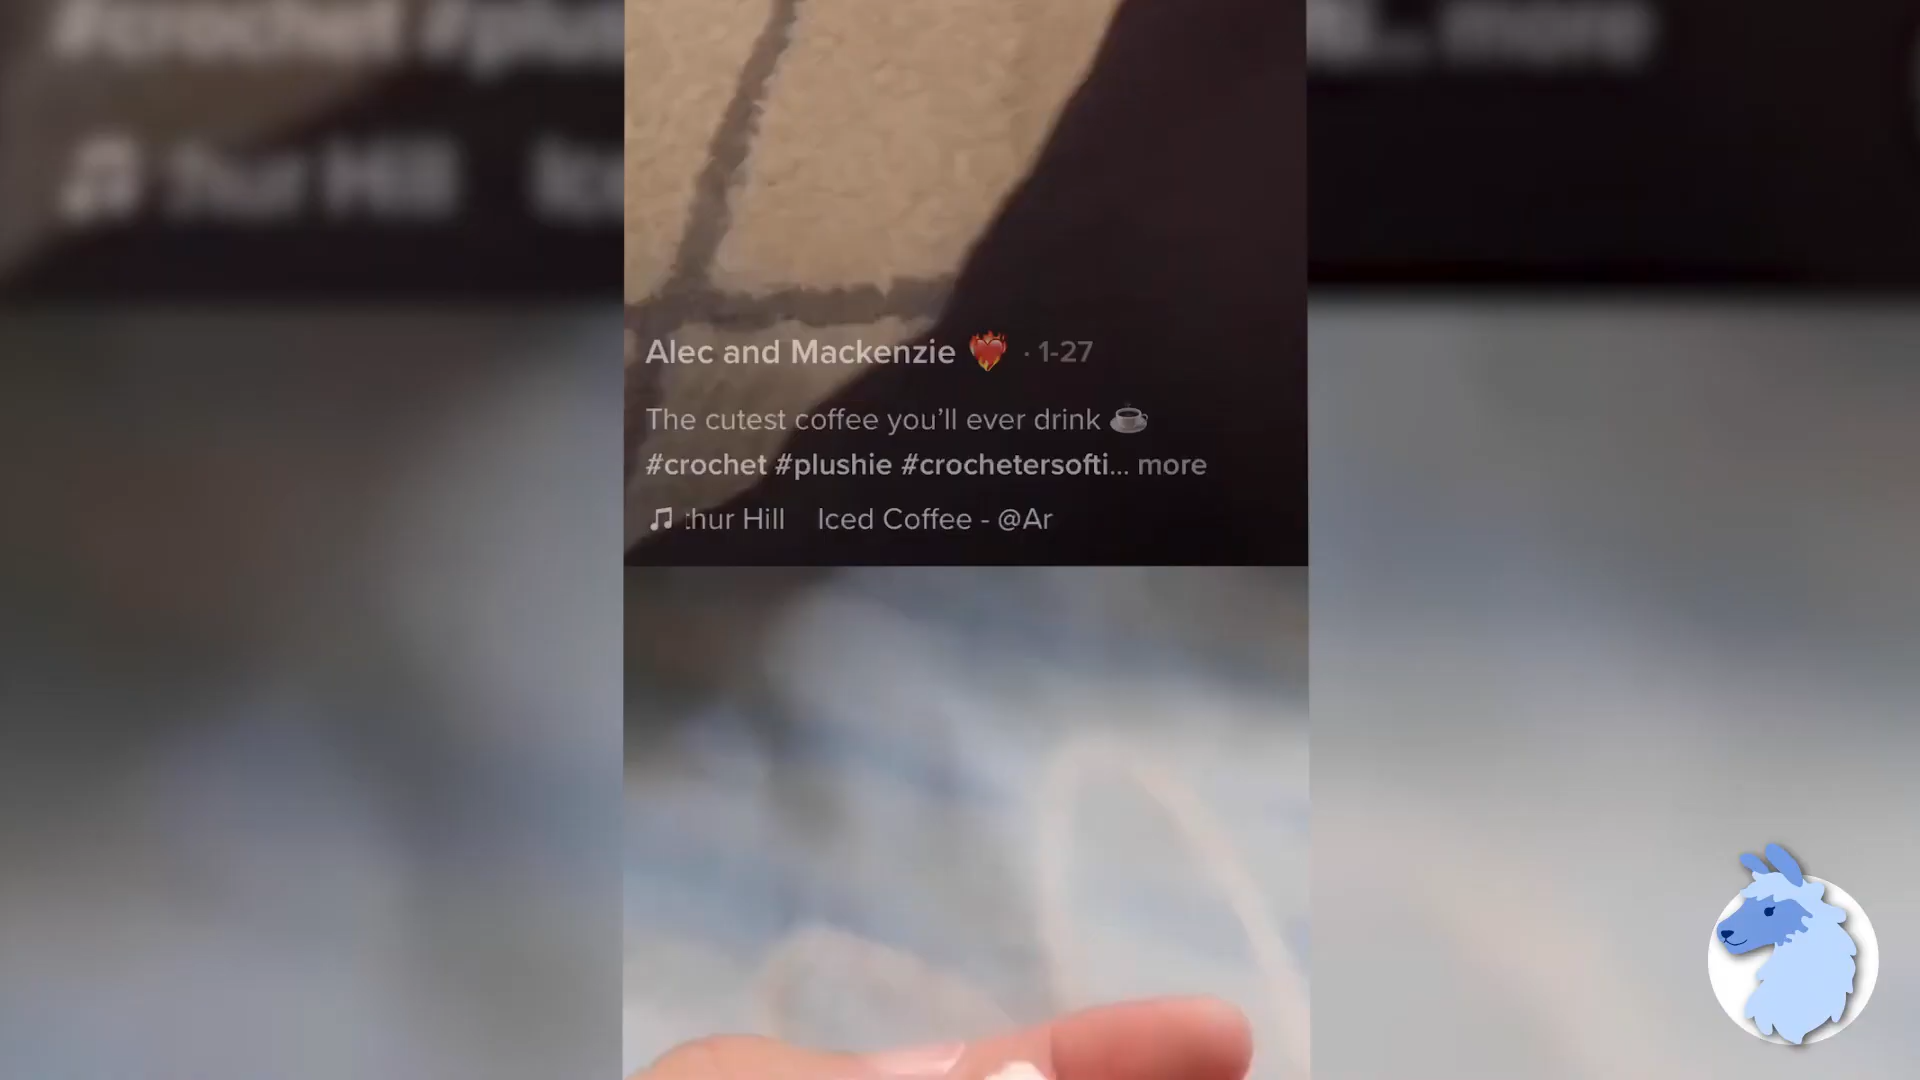 Alec and Mackenzie ❤️‍🔥 · 1-27
The cutest coffee you’ll ever drink ☕
#crochet #plushie #crochetersofti... more
:hur Hill Iced Coffee - @Ar